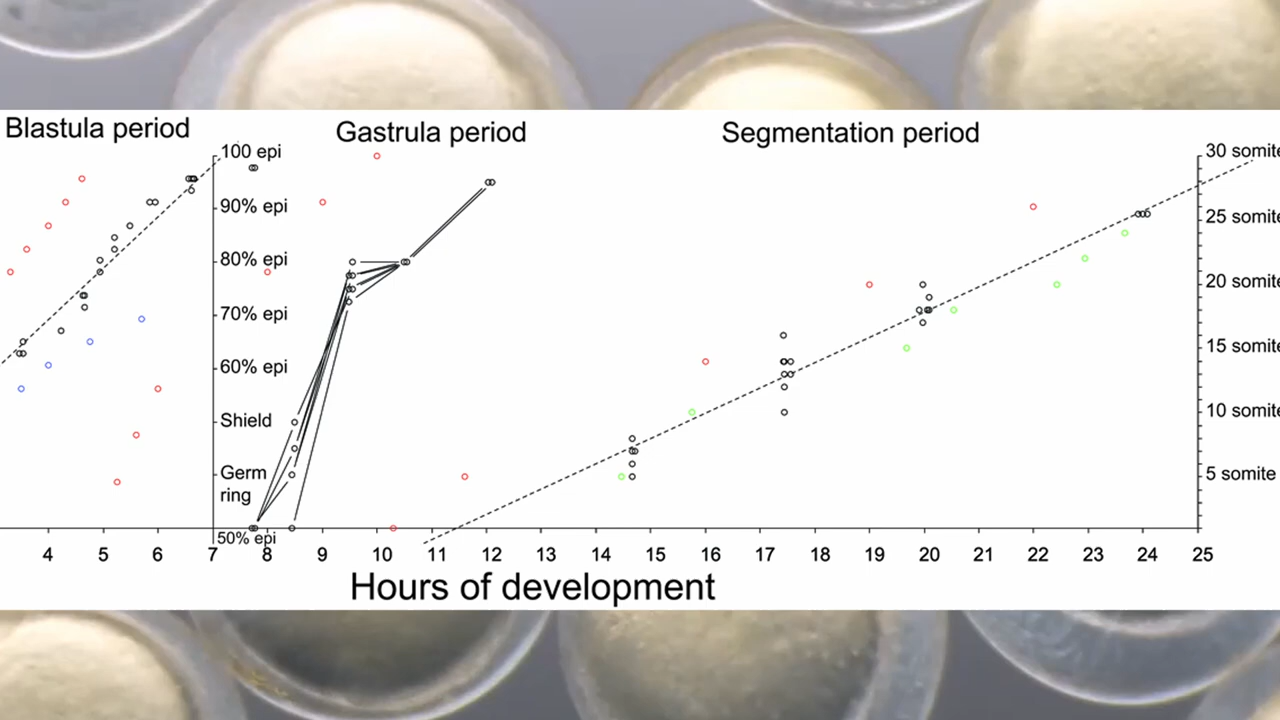 Blastula period
Gastrula period
Segmentation period
100 epi
90% epi
80% epi
70% epi
60% epi
Shield
Germ
ring
50% epi
30 somite
25 somite
20 somite
15 somite
10 somite
5 somite
4 5 6 7 8 9 10 11 12 13 14 15 16 17 18 19 20 21 22 23 24 25
Hours of development